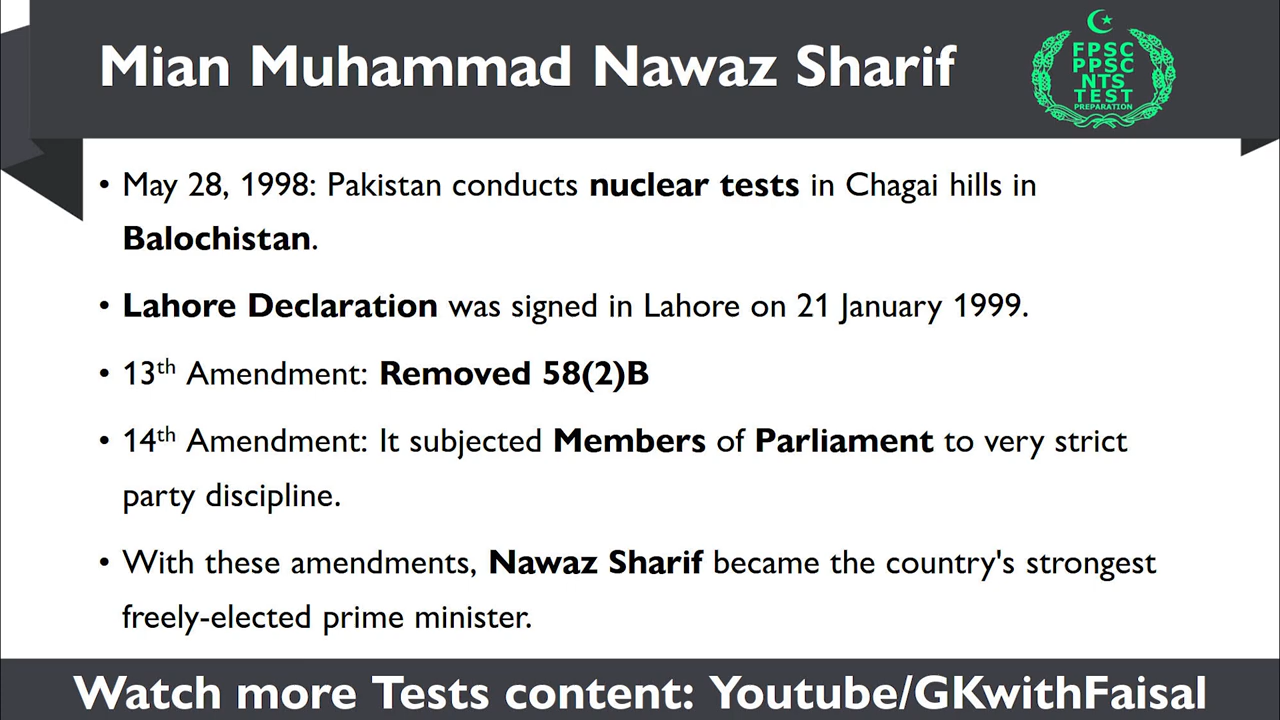 Mian Muhammad Nawaz Sharif
FPSC
PPSC
NTS
TEST
PREPARATION
• May 28, 1998: Pakistan conducts nuclear tests in Chagai hills in
Balochistan.
• Lahore Declaration was signed in Lahore on 21 January 1999.
• 13th Amendment: Removed 58(2)B
• 14th Amendment: It subjected Members of Parliament to very strict
party discipline.
• With these amendments, Nawaz Sharif became the country's strongest
freely-elected prime minister.
Watch more Tests content: Youtube/GKwithFaisal